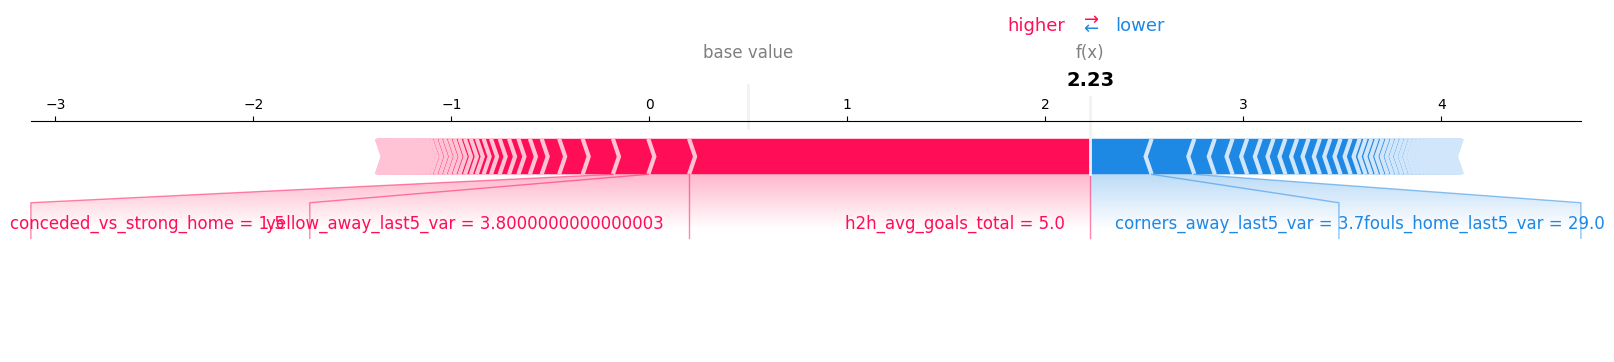 higher ⇄ lower
base value f(x)
2.23
−3 −2 −1 0 1 2 3 4
conceded_vs_strong_home = 1.5 yellow_away_last5_var = 3.8000000000000003 h2h_avg_goals_total = 5.0 corners_away_last5_var = 3.7 fouls_home_last5_var = 29.0